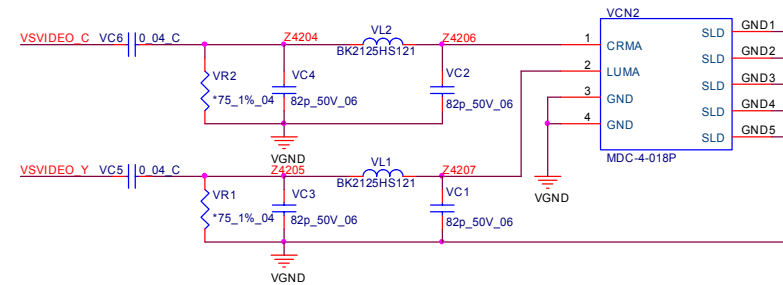 VCN2
VSVIDEO_C VC6 0_04_C Z4204 VL2 Z4206 1 CRMA SLD GND1
BK2125HS121
2 LUMA SLD GND2
VR2 VC4 VC2
3 GND SLD GND3
*75_1%_04 82p_50V_06 82p_50V_06
4 GND SLD GND4
SLD GND5
VGND
MDC-4-018P
VSVIDEO_Y VC5 0_04_C Z4205 VL1 Z4207
BK2125HS121
VR1 VC3 VC1
VGND
*75_1%_04 82p_50V_06 82p_50V_06
VGND